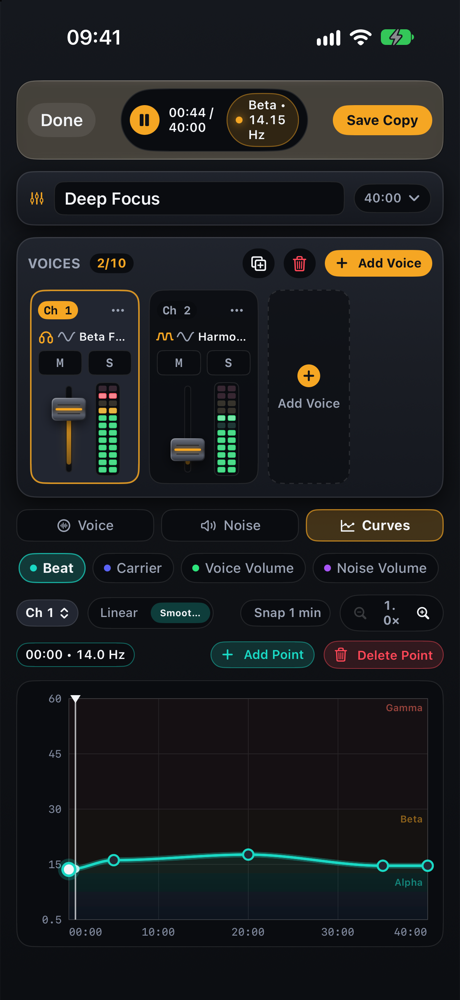 09:41
Done
00:44 /
40:00
Beta •
14.15
Hz
Save Copy
Deep Focus
40:00
VOICES 2/10
Add Voice
Ch 1
Beta F...
M S
Ch 2
Harmo...
M S
Add Voice
Voice
Noise
Curves
Beat
Carrier
Voice Volume
Noise Volume
Ch 1
Linear
Smoot...
Snap 1 min
1.
0×
00:00 • 14.0 Hz
+ Add Point
Delete Point
60
Gamma
45
30
Beta
15
Alpha
0.5
00:00 10:00 20:00 30:00 40:00